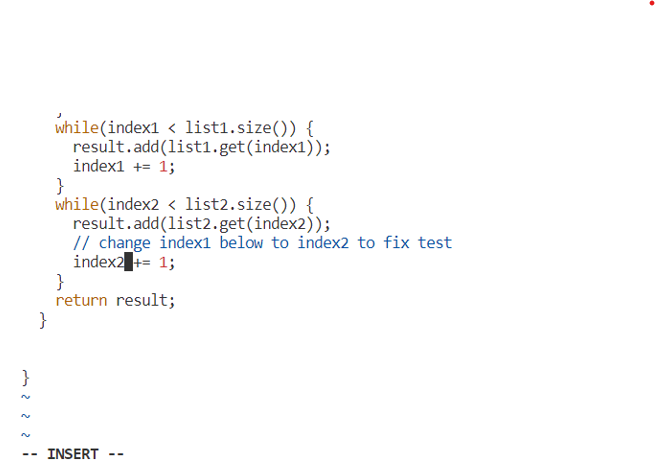 }
while(index1 < list1.size()) {
result.add(list1.get(index1));
index1 += 1;
}
while(index2 < list2.size()) {
result.add(list2.get(index2));
// change index1 below to index2 to fix test
index2 += 1;
}
return result;
}
}
~
~
~
-- INSERT --